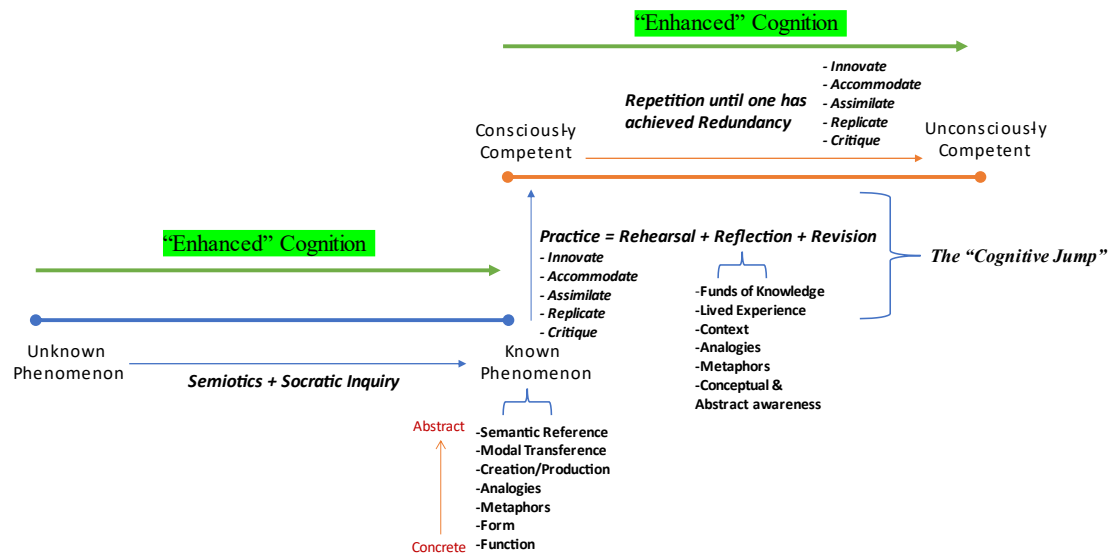 “Enhanced” Cognition
- Innovate
- Accommodate
- Assimilate
- Replicate
- Critique
Repetition until one has
achieved Redundancy
Consciously
Competent
Unconsciously
Competent
“Enhanced” Cognition
Practice = Rehearsal + Reflection + Revision
- Innovate
- Accommodate
- Assimilate
- Replicate
- Critique
-Funds of Knowledge
-Lived Experience
-Context
-Analogies
-Metaphors
-Conceptual &
Abstract awareness
The “Cognitive Jump”
Unknown
Phenomenon
Semiotics + Socratic Inquiry
Known
Phenomenon
Abstract
Concrete
-Semantic Reference
-Modal Transference
-Creation/Production
-Analogies
-Metaphors
-Form
-Function